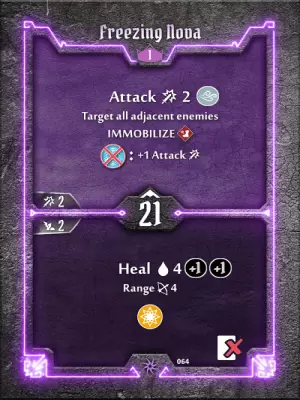 Freezing Nova
1
Attack 2
Target all adjacent enemies
IMMOBILIZE
: +1 Attack
2
21
2
Heal 4 +1 +1
Range 4
064